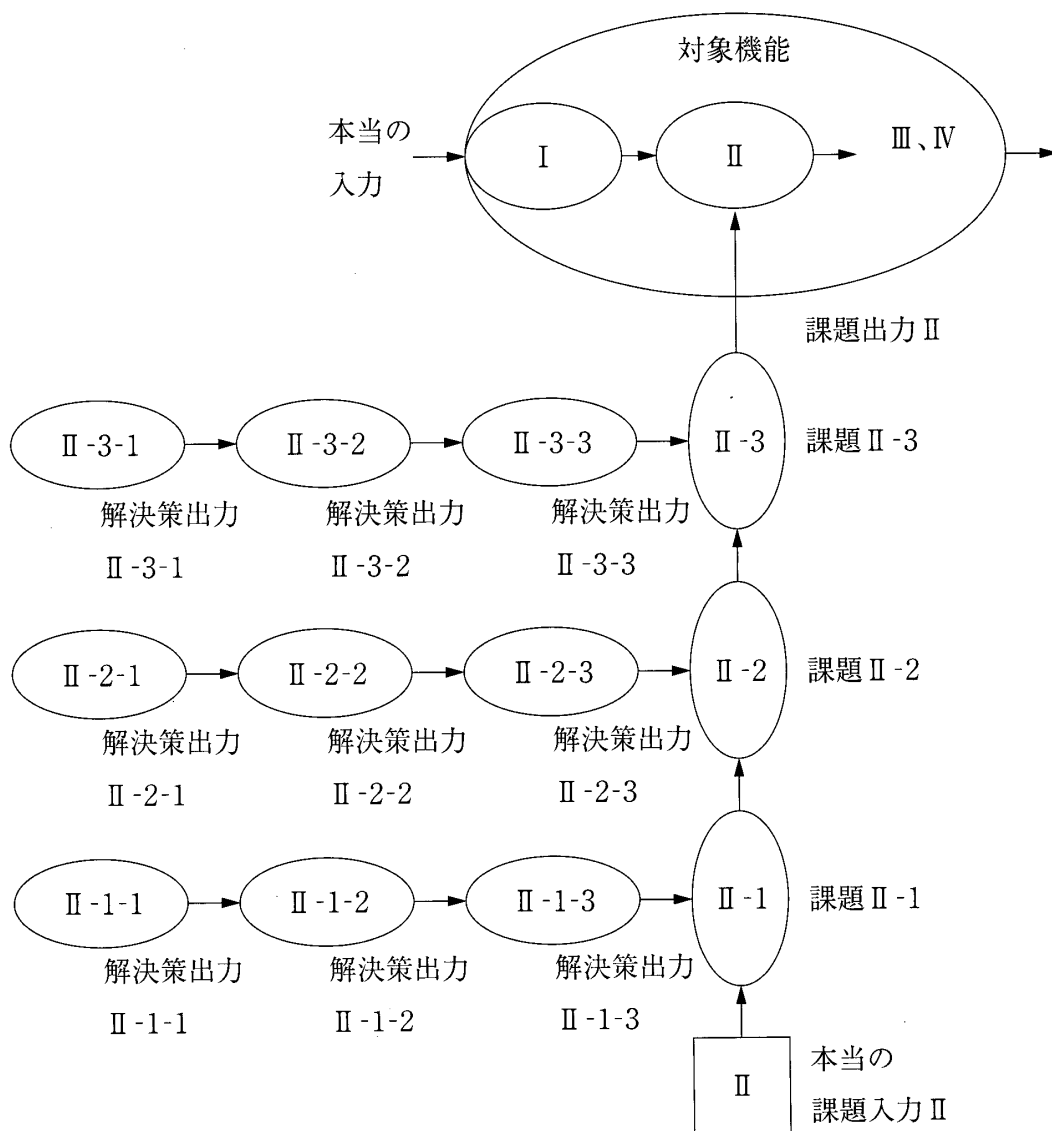 対象機能
本当の
入力
Ⅰ
Ⅱ
Ⅲ、Ⅳ
課題出力Ⅱ
Ⅱ-3-1
Ⅱ-3-2
Ⅱ-3-3
Ⅱ-3
課題Ⅱ-3
解決策出力
Ⅱ-3-1
解決策出力
Ⅱ-3-2
解決策出力
Ⅱ-3-3
Ⅱ-2-1
Ⅱ-2-2
Ⅱ-2-3
Ⅱ-2
課題Ⅱ-2
解決策出力
Ⅱ-2-1
解決策出力
Ⅱ-2-2
解決策出力
Ⅱ-2-3
Ⅱ-1-1
Ⅱ-1-2
Ⅱ-1-3
Ⅱ-1
課題Ⅱ-1
解決策出力
Ⅱ-1-1
解決策出力
Ⅱ-1-2
解決策出力
Ⅱ-1-3
Ⅱ
本当の
課題入力Ⅱ